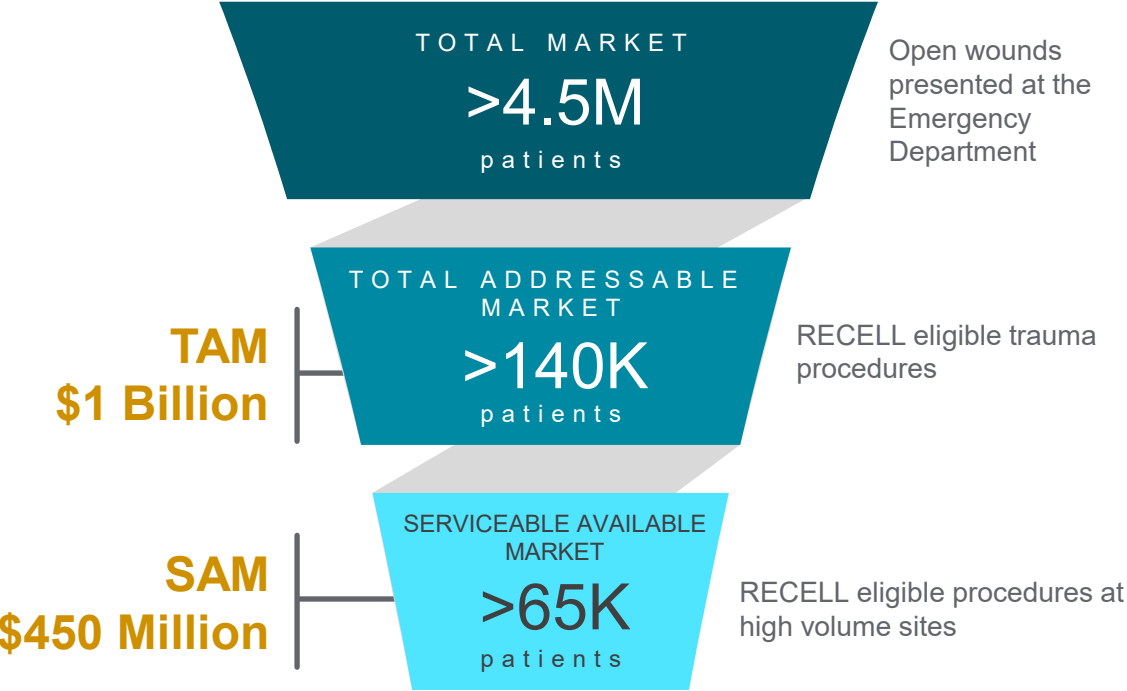 TOTAL MARKET
>4.5M
patients
Open wounds
presented at the
Emergency
Department
TOTAL ADDRESSABLE
MARKET
>140K
patients
TAM
$1 Billion
RECELL eligible trauma
procedures
SERVICEABLE AVAILABLE
MARKET
>65K
patients
SAM
$450 Million
RECELL eligible procedures at
high volume sites